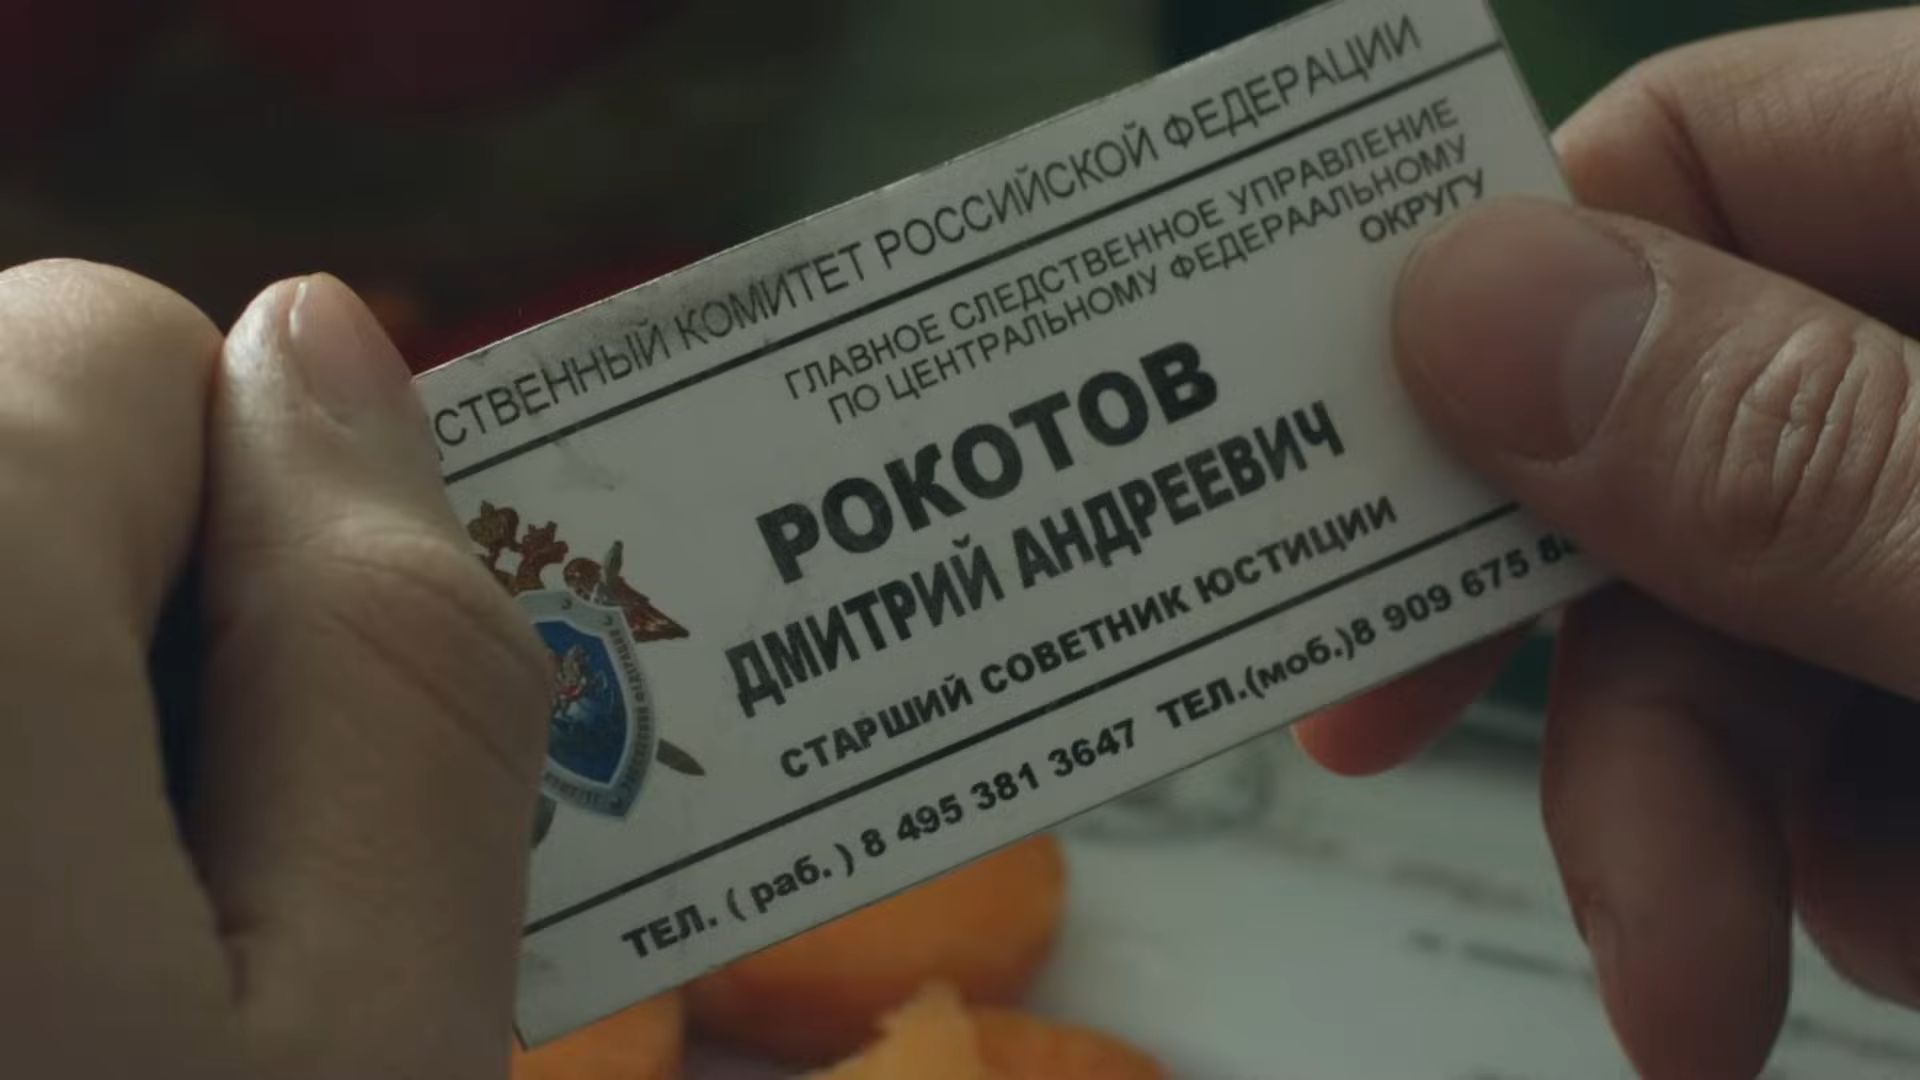 СТВЕННЫЙ КОМИТЕТ РОССИЙСКОЙ ФЕДЕРАЦИИ
ГЛАВНОЕ СЛЕДСТВЕННОЕ УПРАВЛЕНИЕ
ПО ЦЕНТРАЛЬНОМУ ФЕДЕРААЛЬНОМУ
ОКРУГУ
РОКОТОВ
ДМИТРИЙ АНДРЕЕВИЧ
СТАРШИЙ СОВЕТНИК ЮСТИЦИИ
ТЕЛ. ( раб. ) 8 495 381 3647 ТЕЛ.(моб.)8 909 675